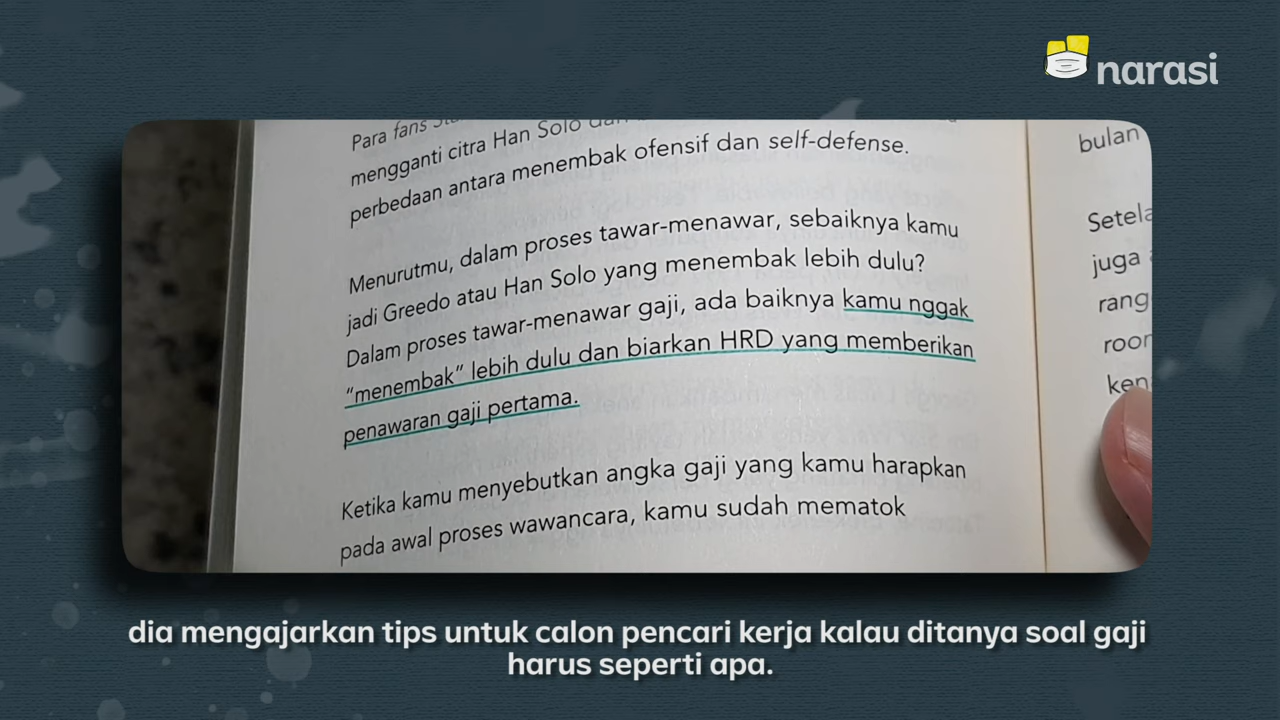 narasi
Para fans
mengganti citra Han Solo
perbedaan antara menembak ofensif dan self-defense.
Menurutmu, dalam proses tawar-menawar, sebaiknya kamu
jadi Greedo atau Han Solo yang menembak lebih dulu?
Dalam proses tawar-menawar gaji, ada baiknya kamu nggak
“menembak” lebih dulu dan biarkan HRD yang memberikan
penawaran gaji pertama.
Ketika kamu menyebutkan angka gaji yang kamu harapkan
pada awal proses wawancara, kamu sudah mematok
bulan
Setela
juga
rang
roor
ken
dia mengajarkan tips untuk calon pencari kerja kalau ditanya soal gaji
harus seperti apa.